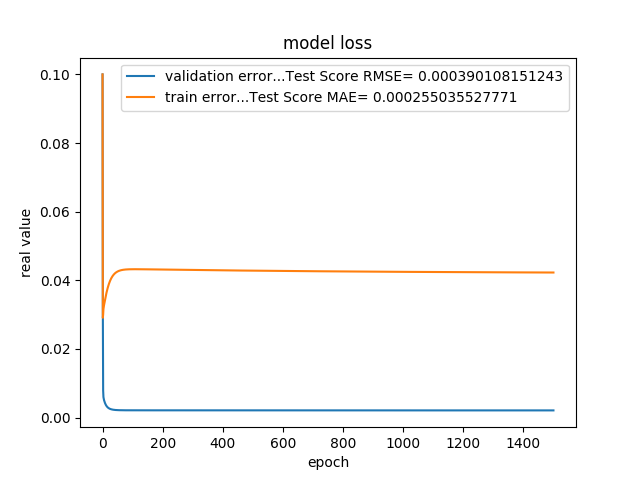 model loss
validation error...Test Score RMSE= 0.000390108151243
train error...Test Score MAE= 0.000255035527771
real value
0.10
0.08
0.06
0.04
0.02
0.00
0 200 400 600 800 1000 1200 1400
epoch